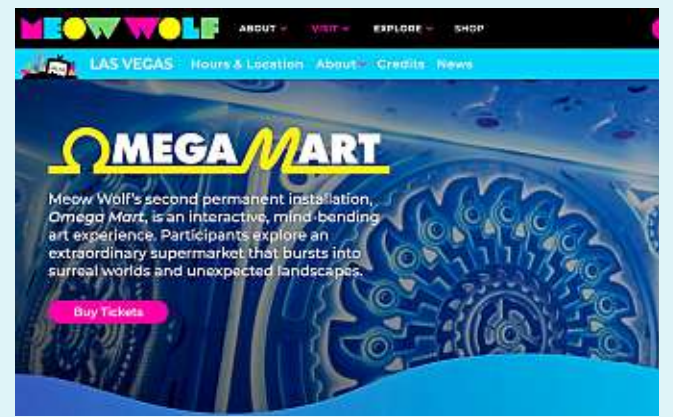 MEOW WOLF ABOUT VISIT EXPLORE SHOP
LAS VEGAS Hours & Location About Credits News
ΩMEGA MART
Meow Wolf's second permanent installation,
Omega Mart, is an interactive, mind-bending
art experience. Participants explore an
extraordinary supermarket that bursts into
surreal worlds and unexpected landscapes.
Buy Tickets